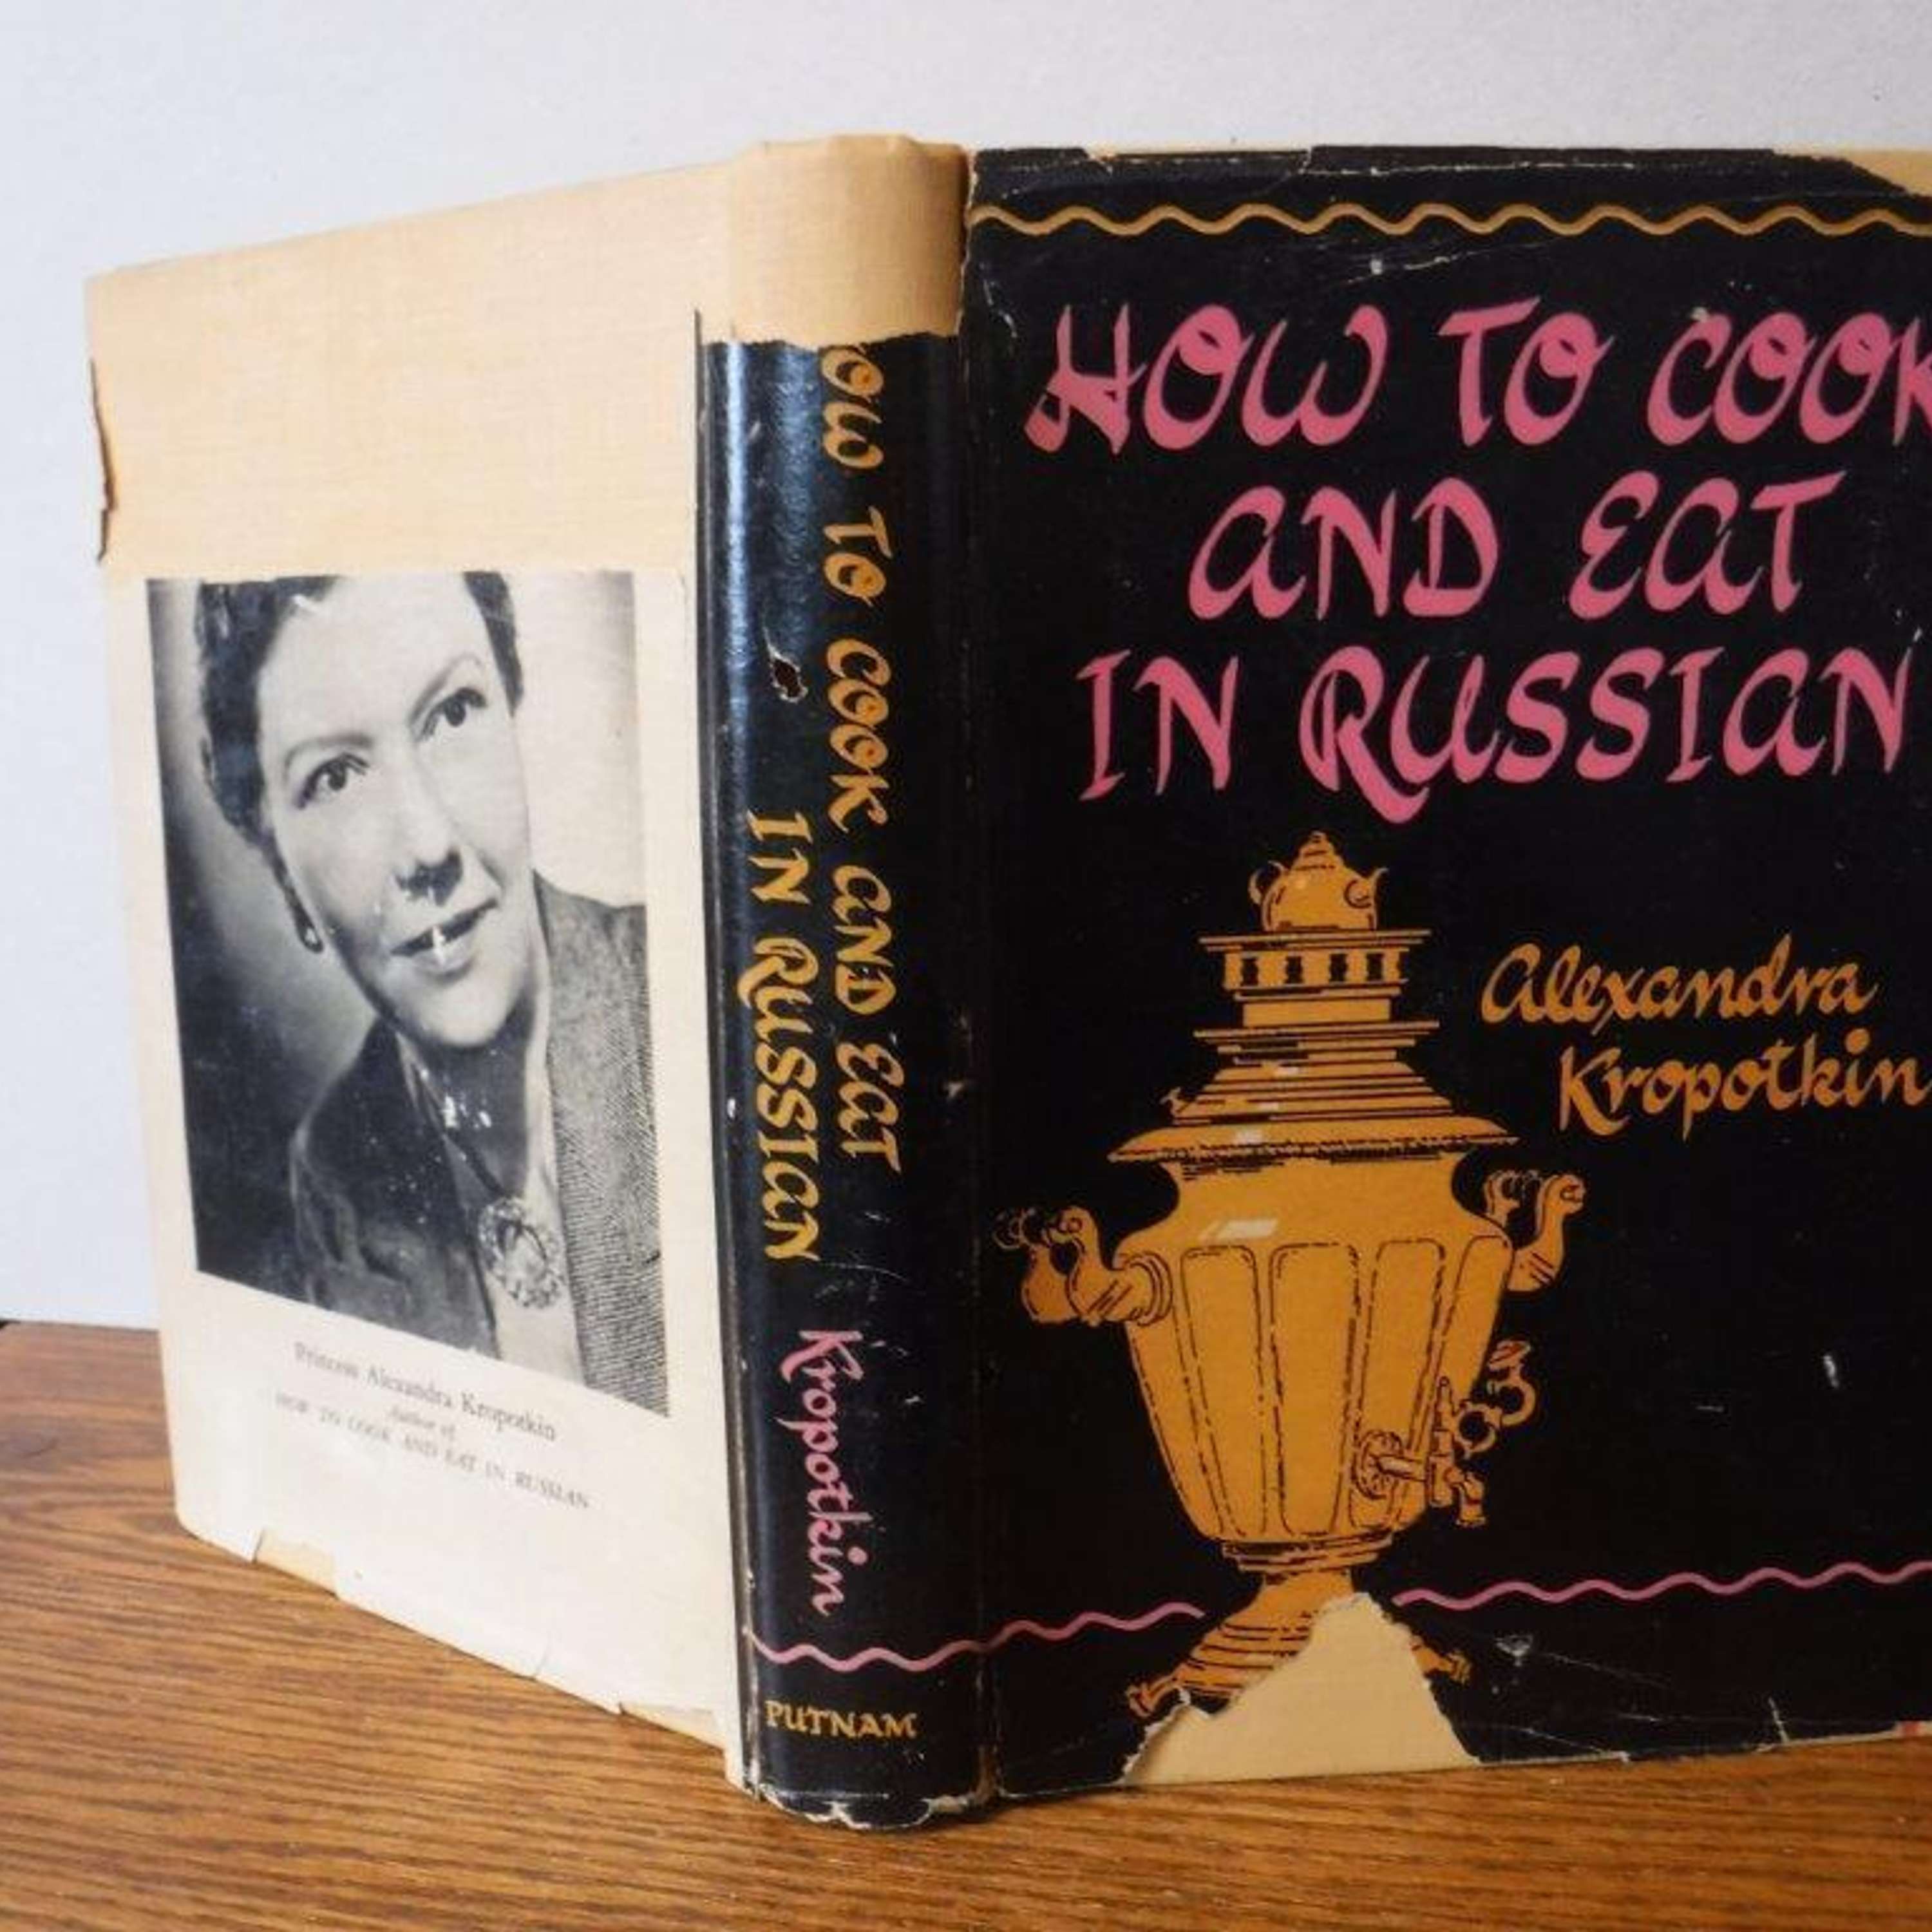 Princess Alexandra Kropotkin
Author of
HOW TO COOK AND EAT IN RUSSIAN
OW TO COOK AND EAT
IN RUSSIAN
Kropotkin
PUTNAM
HOW TO COOK
AND EAT
IN RUSSIAN
Alexandra
Kropotkin